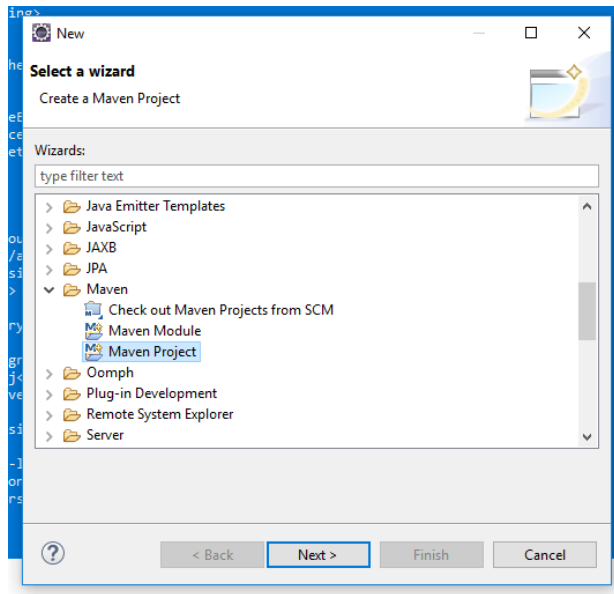 New
Select a wizard
Create a Maven Project
Wizards:
type filter text
Java Emitter Templates
JavaScript
JAXB
JPA
Maven
Check out Maven Projects from SCM
Maven Module
Maven Project
Oomph
Plug-in Development
Remote System Explorer
Server
< Back Next > Finish Cancel